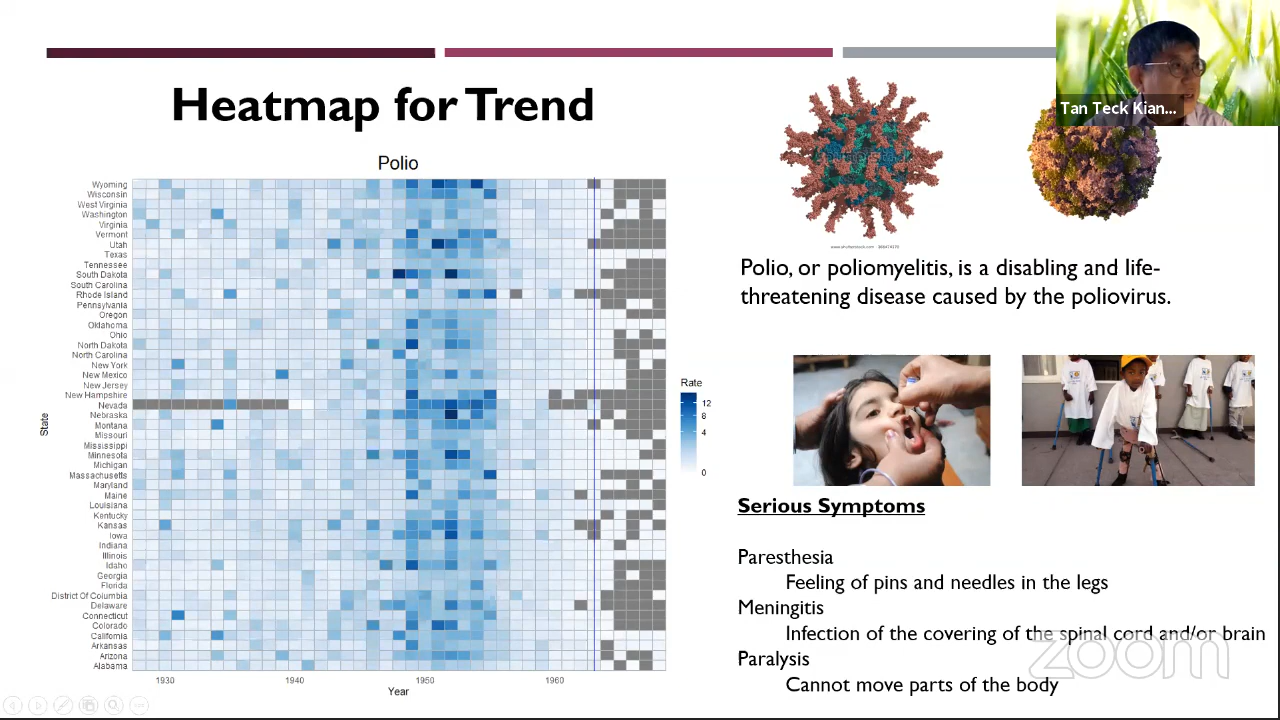 Tan Teck Kian...
Heatmap for Trend
Polio
Wyoming
Wisconsin
West Virginia
Washington
Virginia
Vermont
Utah
Texas
Tennessee
South Dakota
South Carolina
Rhode Island
Pennsylvania
Oregon
Oklahoma
Ohio
North Dakota
North Carolina
New York
New Mexico
New Jersey
New Hampshire
Nevada
Nebraska
Montana
Missouri
Mississippi
Minnesota
Michigan
Massachusetts
Maryland
Maine
Louisiana
Kentucky
Kansas
Iowa
Indiana
Illinois
Idaho
Georgia
Florida
District Of Columbia
Delaware
Connecticut
Colorado
California
Arkansas
Arizona
Alabama
State
1930
1940
1950
1960
Year
Rate
12
8
4
0
Polio, or poliomyelitis, is a disabling and life-
threatening disease caused by the poliovirus.
Serious Symptoms
Paresthesia
Feeling of pins and needles in the legs
Meningitis
Infection of the covering of the spinal cord and/or brain
Paralysis
Cannot move parts of the body
zoom